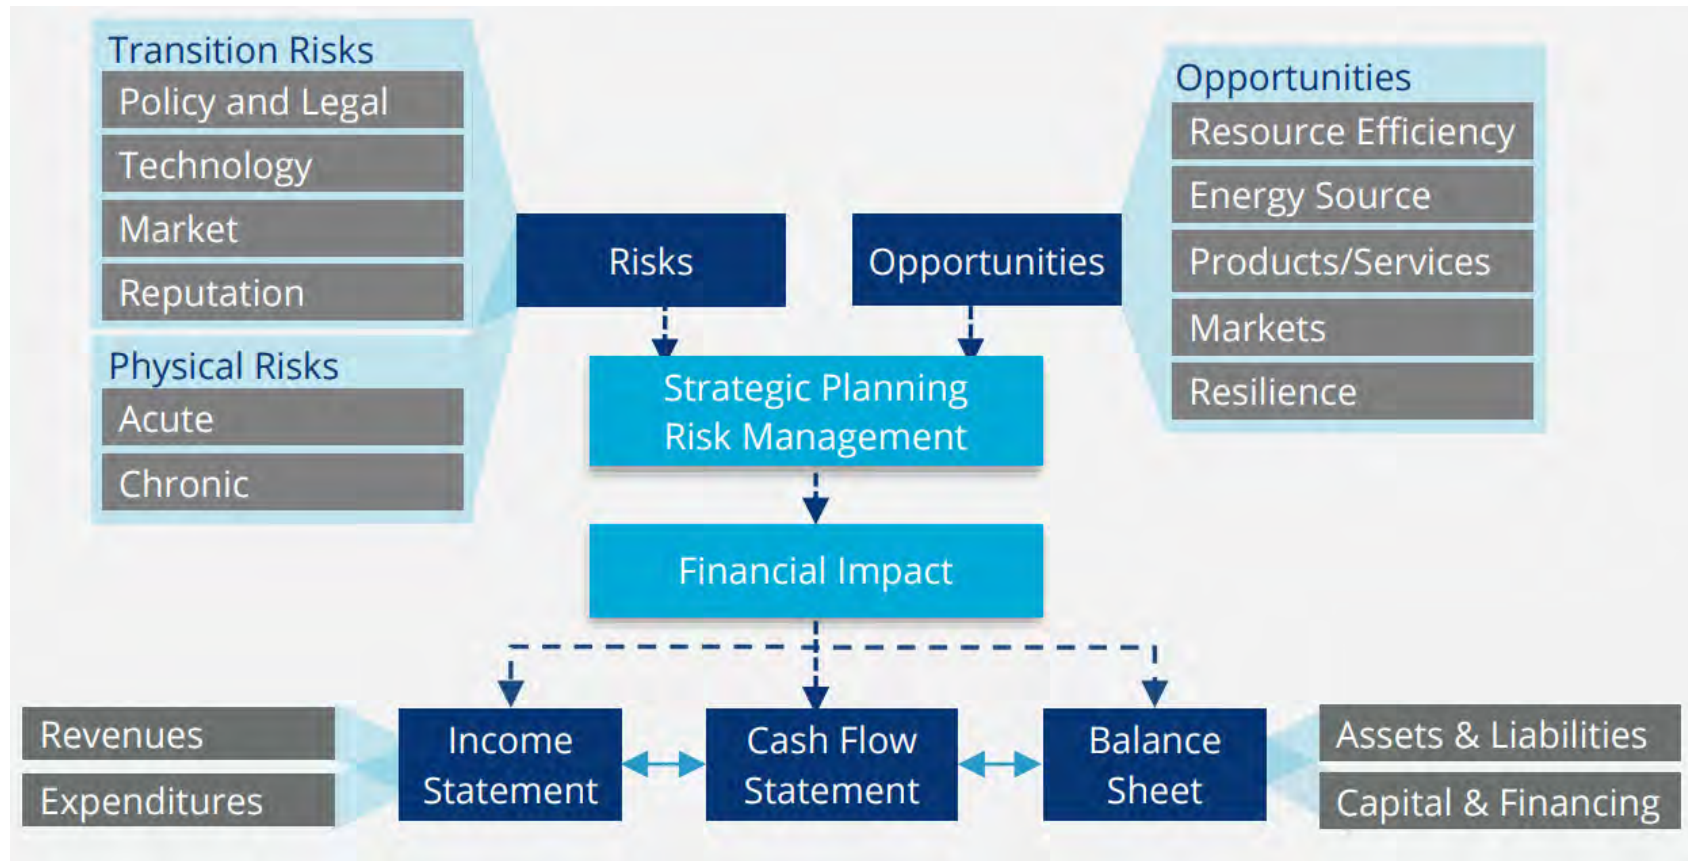 Transition Risks
Policy and Legal
Technology
Market
Reputation
Physical Risks
Acute
Chronic
Risks
Opportunities
Opportunities
Resource Efficiency
Energy Source
Products/Services
Markets
Resilience
Strategic Planning
Risk Management
Financial Impact
Revenues
Expenditures
Income
Statement
Cash Flow
Statement
Balance
Sheet
Assets & Liabilities
Capital & Financing